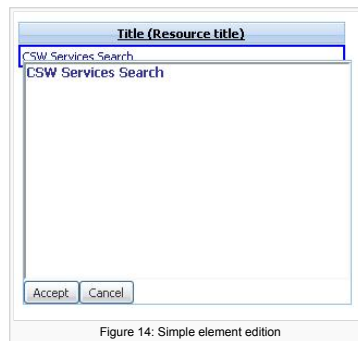 Title (Resource title)
CSW Services Search
CSW Services Search
Accept Cancel
Figure 14: Simple element edition